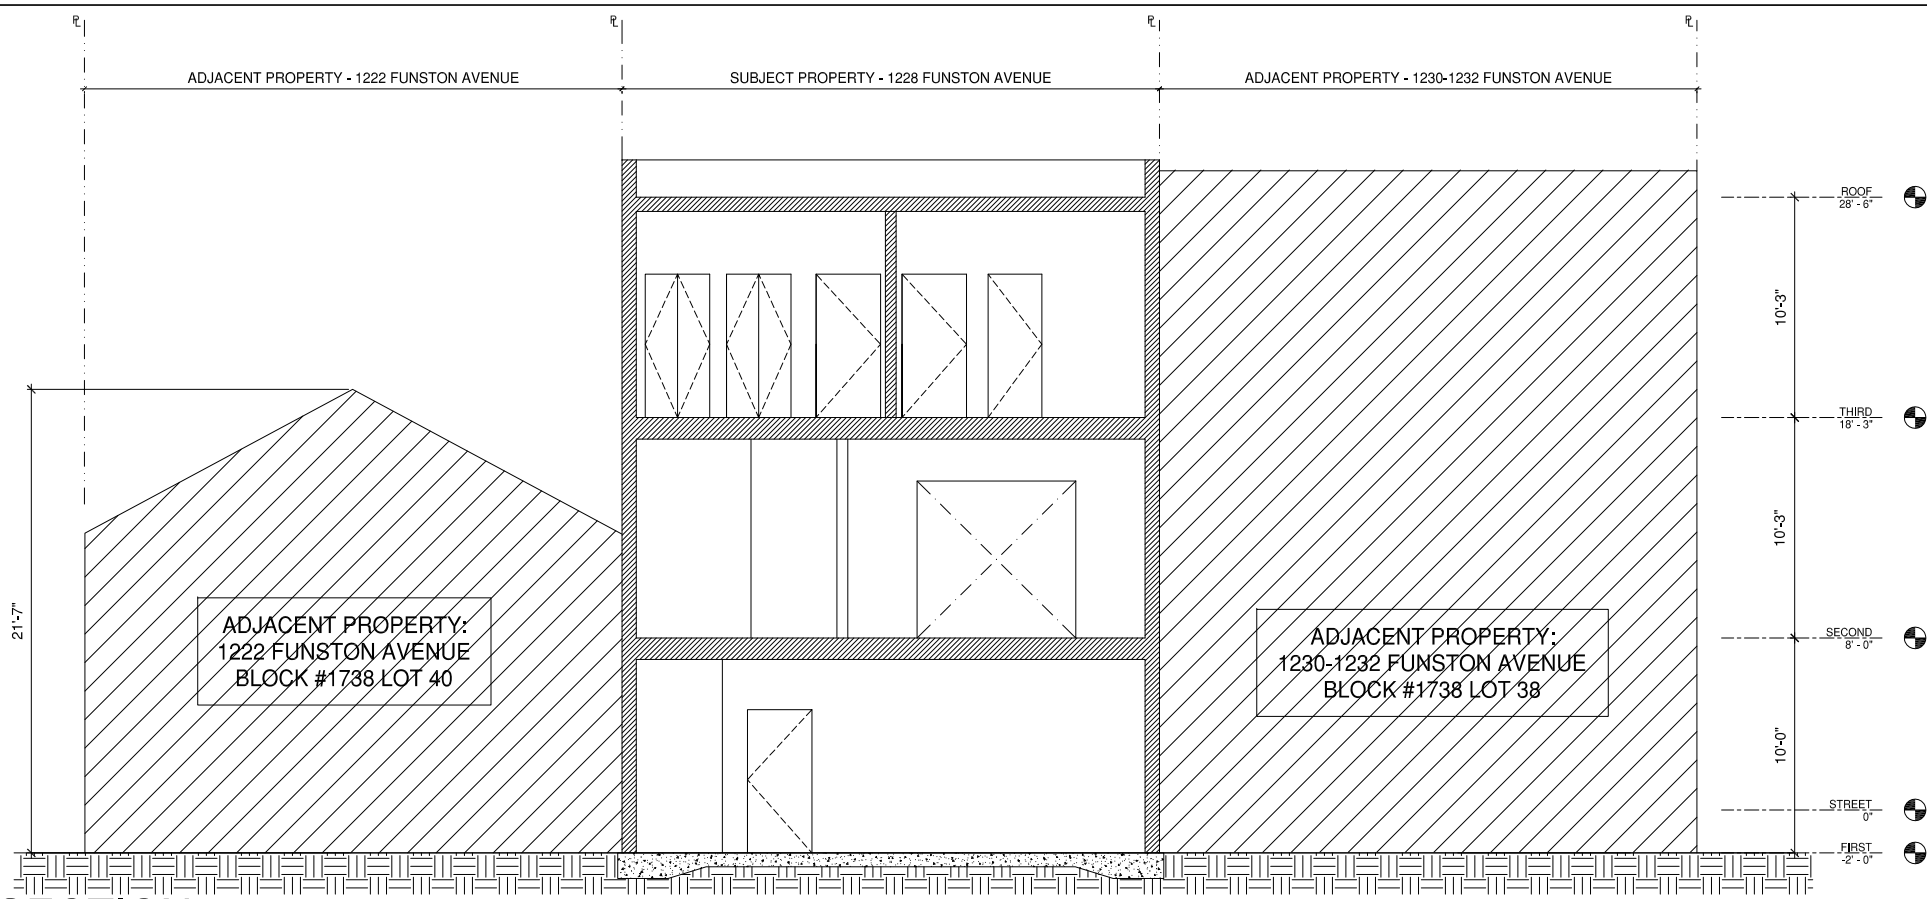 ℄ ℄ ℄ ℄
ADJACENT PROPERTY - 1222 FUNSTON AVENUE
SUBJECT PROPERTY - 1228 FUNSTON AVENUE
ADJACENT PROPERTY - 1230-1232 FUNSTON AVENUE
ROOF
28' - 6"
10'-3"
THIRD
18' - 3"
10'-3"
21'-7"
ADJACENT PROPERTY:
1222 FUNSTON AVENUE
BLOCK #1738 LOT 40
ADJACENT PROPERTY:
1230-1232 FUNSTON AVENUE
BLOCK #1738 LOT 38
SECOND
8' - 0"
10'-0"
STREET
0"
FIRST
-2' - 0"